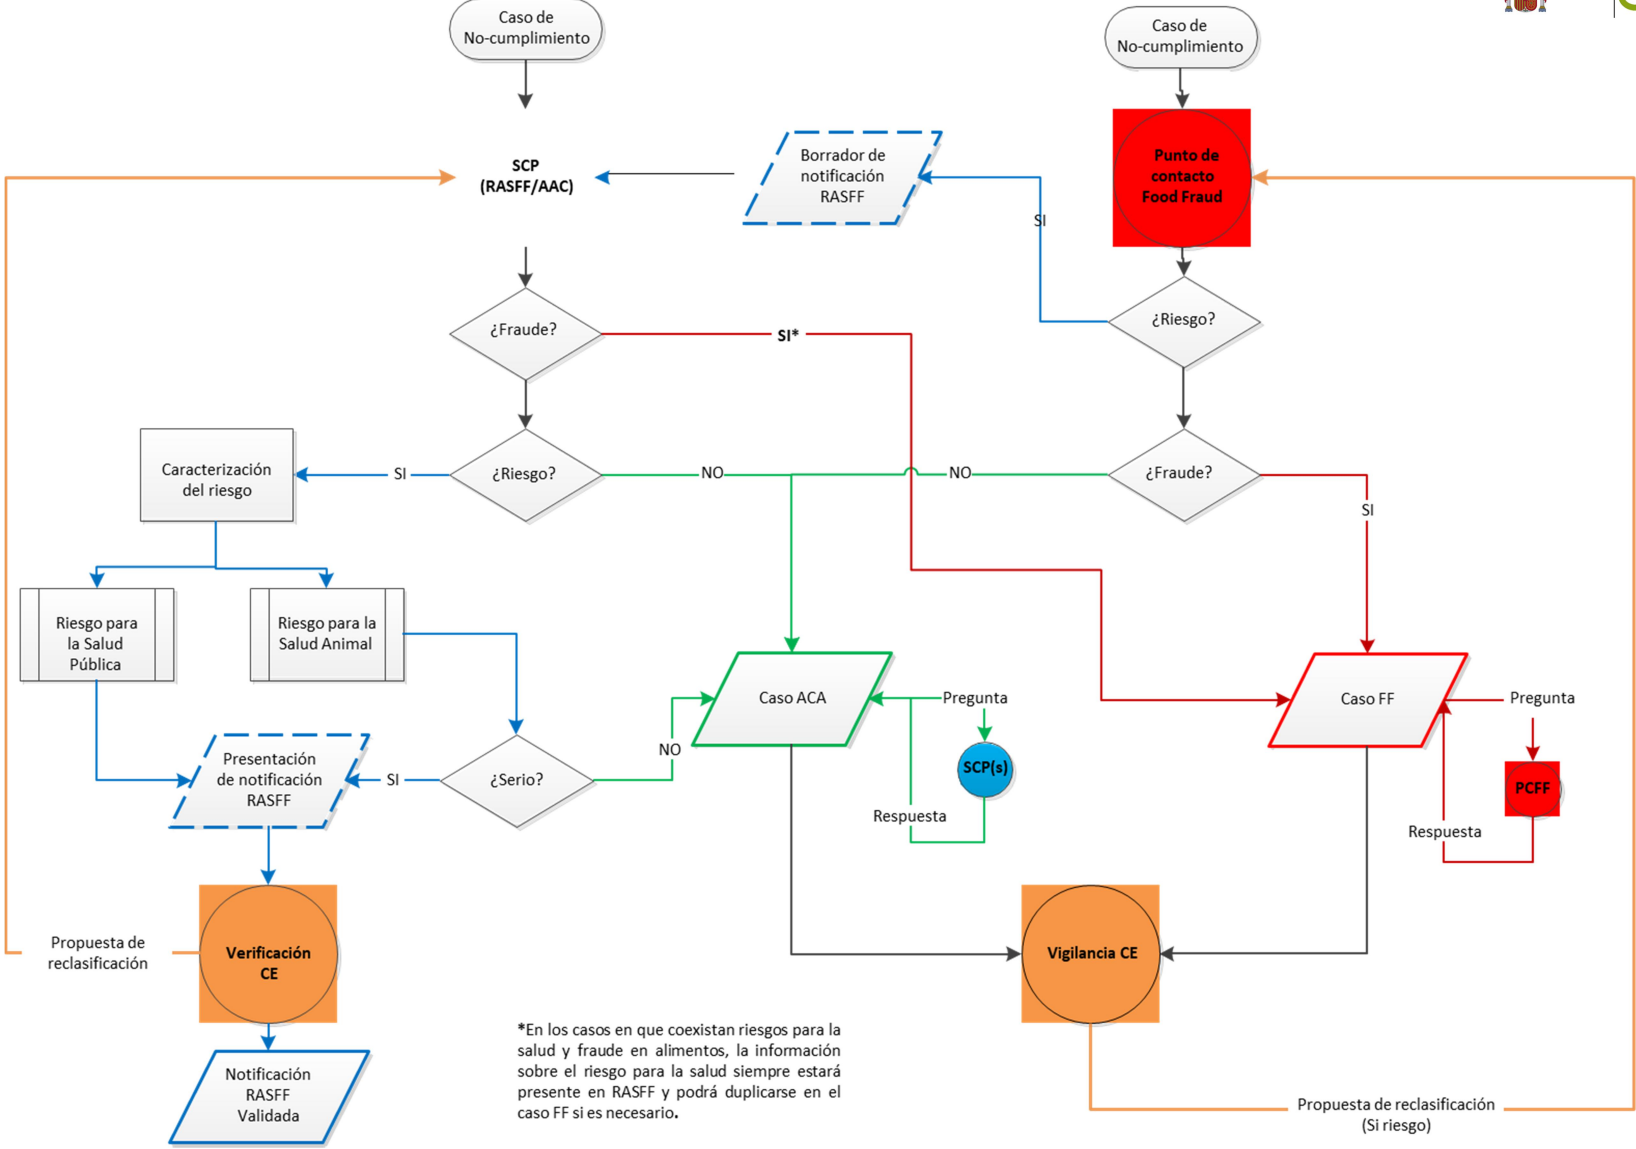 Caso de
No-cumplimiento
Caso de
No-cumplimiento
SCP
(RASFF/AAC)
Borrador de
notificación
RASFF
Punto de
contacto
Food Fraud
SI
¿Fraude?
SI*
¿Riesgo?
Caracterización
del riesgo
SI
¿Riesgo?
NO
NO
¿Fraude?
SI
Riesgo para
la Salud
Pública
Riesgo para la
Salud Animal
Caso ACA
Pregunta
SCP(s)
Respuesta
Caso FF
Pregunta
PCFF
Respuesta
Presentación
de notificación
RASFF
SI
¿Serio?
NO
Propuesta de
reclasificación
Verificación
CE
Vigilancia CE
Notificación
RASFF
Validada
*En los casos en que coexistan riesgos para la
salud y fraude en alimentos, la información
sobre el riesgo para la salud siempre estará
presente en RASFF y podrá duplicarse en el
caso FF si es necesario.
Propuesta de reclasificación
(Si riesgo)